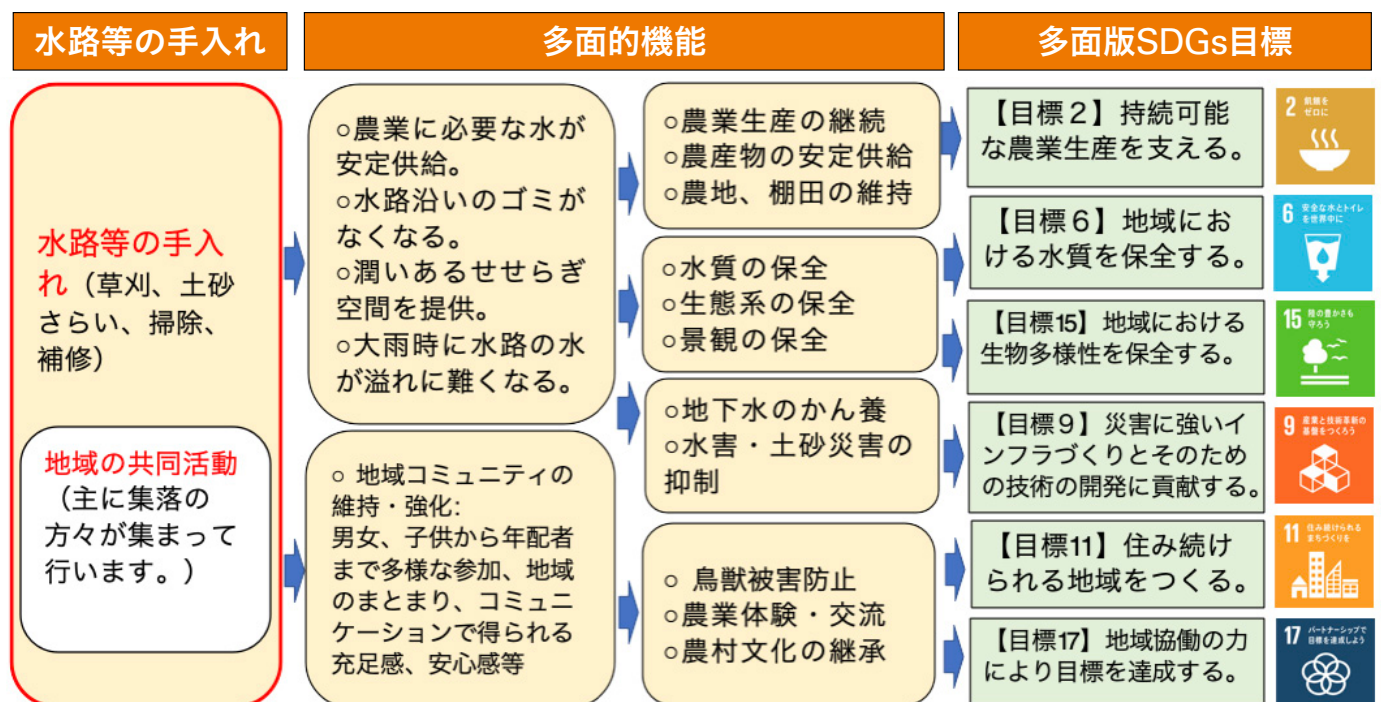 水路等の手入れ
多面的機能
多面版SDGs目標
水路等の手入
れ（草刈、土砂
さらい、掃除、
補修）
地域の共同活動
（主に集落の
方々が集まって
行います。）
○農業に必要な水が
安定供給。
○水路沿いのゴミが
なくなる。
○潤いあるせせらぎ
空間を提供。
○大雨時に水路の水
が溢れに難くなる。
○ 地域コミュニティの
維持・強化:
男女、子供から年配者
まで多様な参加、地域
のまとまり、コミュニ
ケーションで得られる
充足感、安心感等
○農業生産の継続
○農産物の安定供給
○農地、棚田の維持
○水質の保全
○生態系の保全
○景観の保全
○地下水のかん養
○水害・土砂災害の
抑制
○ 鳥獣被害防止
○農業体験・交流
○農村文化の継承
【目標２】持続可能
な農業生産を支える。
2 飢餓を
ゼロに
【目標６】地域にお
ける水質を保全する。
6 安全な水とトイレ
を世界中に
【目標15】地域における
生物多様性を保全する。
15 陸の豊かさも
守ろう
【目標９】災害に強いイ
ンフラづくりとそのため
の技術の開発に貢献する。
9 産業と技術革新の
基盤をつくろう
【目標11】住み続け
られる地域をつくる。
11 住み続けられる
まちづくりを
【目標17】地域協働の力
により目標を達成する。
17 パートナーシップで
目標を達成しよう